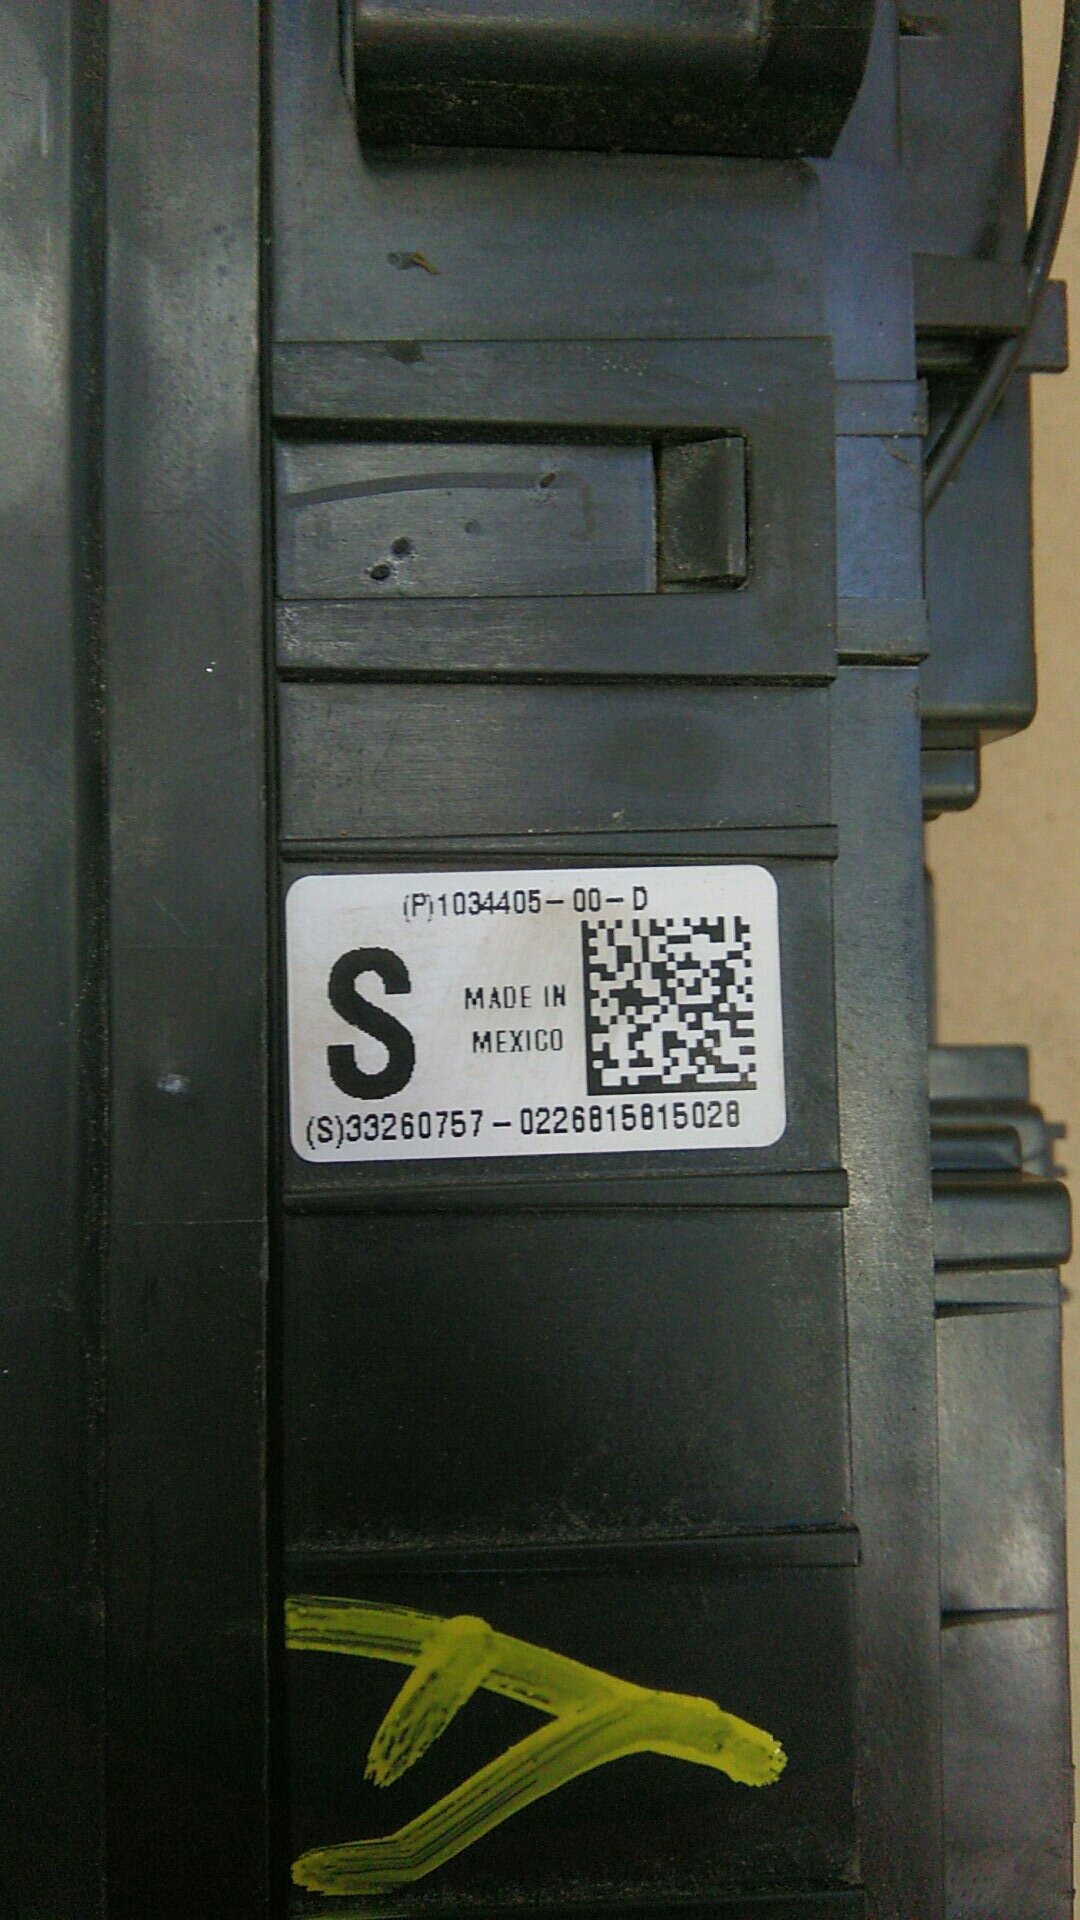 (P)1034405-00-D
S
MADE IN
MEXICO
(S)33260757-0226815815028